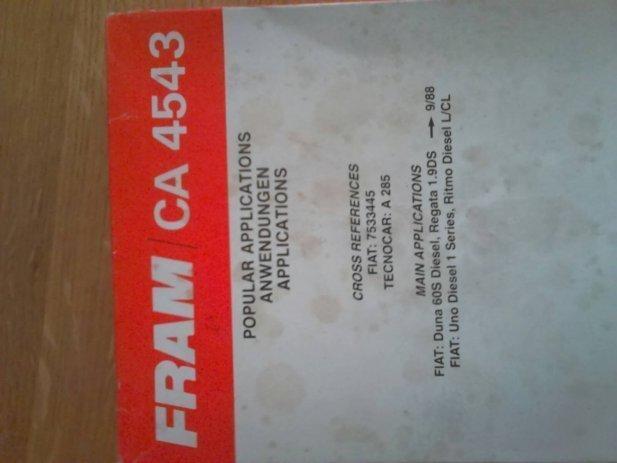 FRAM/CA 4543
POPULAR APPLICATIONS
ANWENDUNGEN
APPLICATIONS
CROSS REFERENCES
FIAT: 7533445
TECNOCAR: A 285
MAIN APPLICATIONS
FIAT: Duna 60S Diesel, Regata 1.9DS → 9/88
FIAT: Uno Diesel 1 Series, Ritmo Diesel L/CL